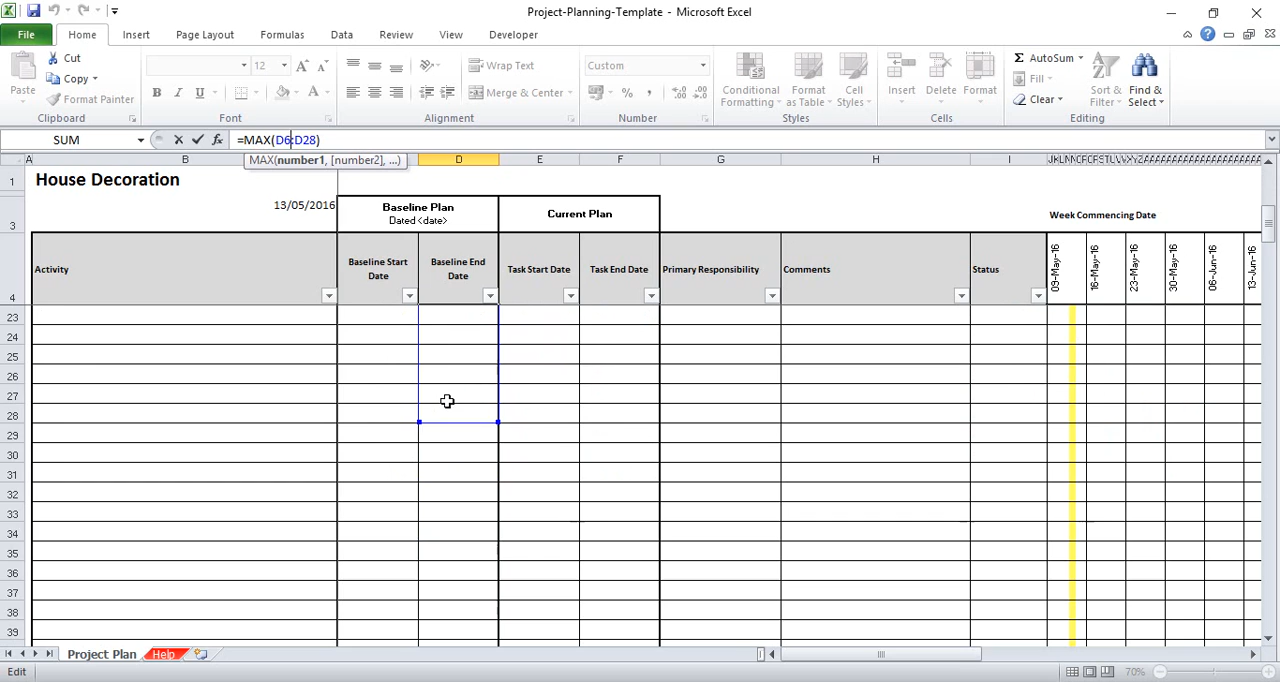 Project-Planning-Template - Microsoft Excel
File Home Insert Page Layout Formulas Data Review View Developer
Paste
Cut
Copy
Format Painter
Clipboard
12 A A
B I U A
Font
Wrap Text
Merge & Center
Alignment
Custom
% ,
Number
Conditional Formatting
Format as Table
Cell Styles
Styles
Insert Delete Format
Cells
Σ AutoSum
Fill
Clear
Sort & Filter
Find & Select
Editing
SUM fx =MAX(D6:D28)
MAX(number1, [number2], ...)
A B D E F G H I
1 House Decoration
13/05/2016
3 Baseline Plan
Dated <date>
Current Plan
Week Commencing Date
4 Activity
Baseline Start Date
Baseline End Date
Task Start Date
Task End Date
Primary Responsibility
Comments
Status
09-May-16
16-May-16
23-May-16
30-May-16
06-Jun-16
13-Jun-16
23
24
25
26
27
28
29
30
31
32
33
34
35
36
37
38
39
Project Plan Help
Edit 70%